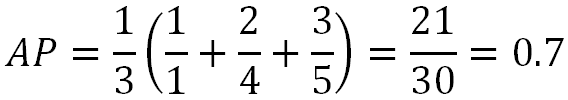 AP = 1/3 (1/1 + 2/4 + 3/5) = 21/30 = 0.7